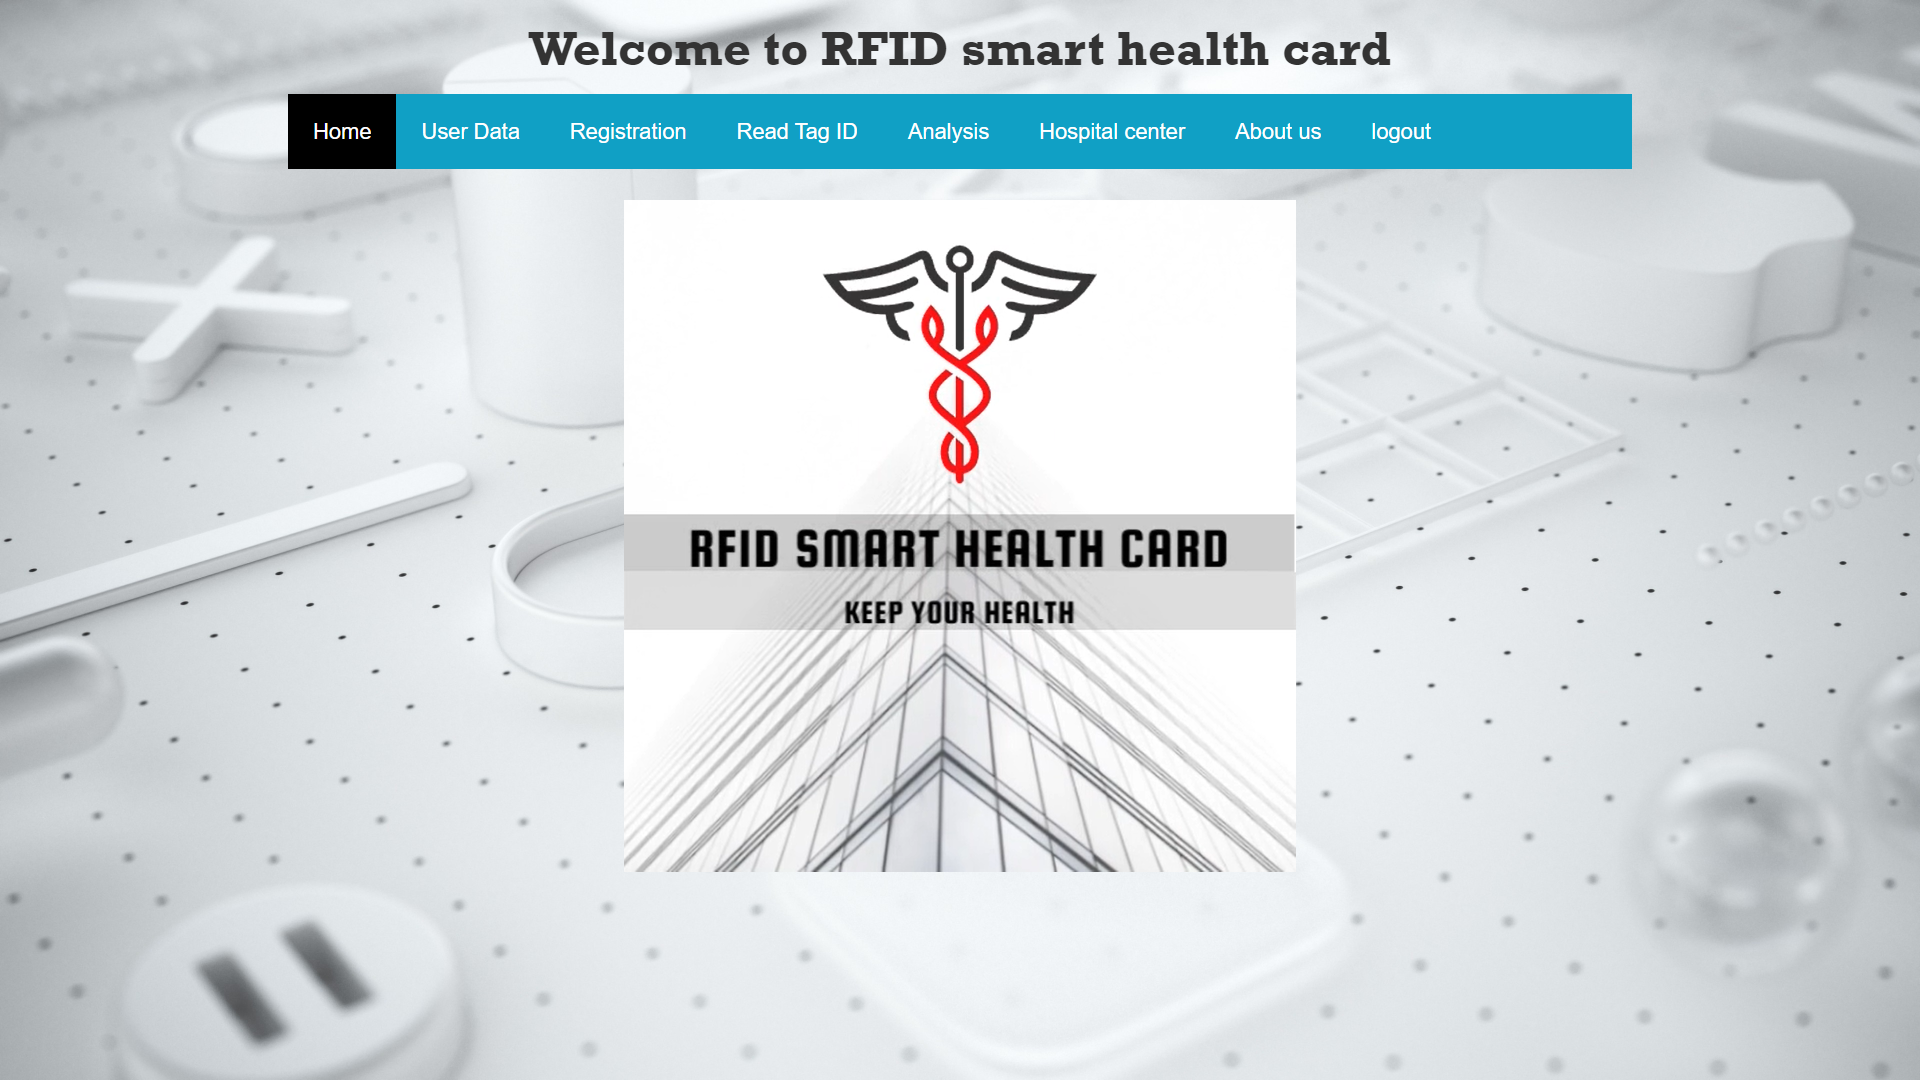 Welcome to RFID smart health card
Home User Data Registration Read Tag ID Analysis Hospital center About us logout
RFID SMART HEALTH CARD
KEEP YOUR HEALTH